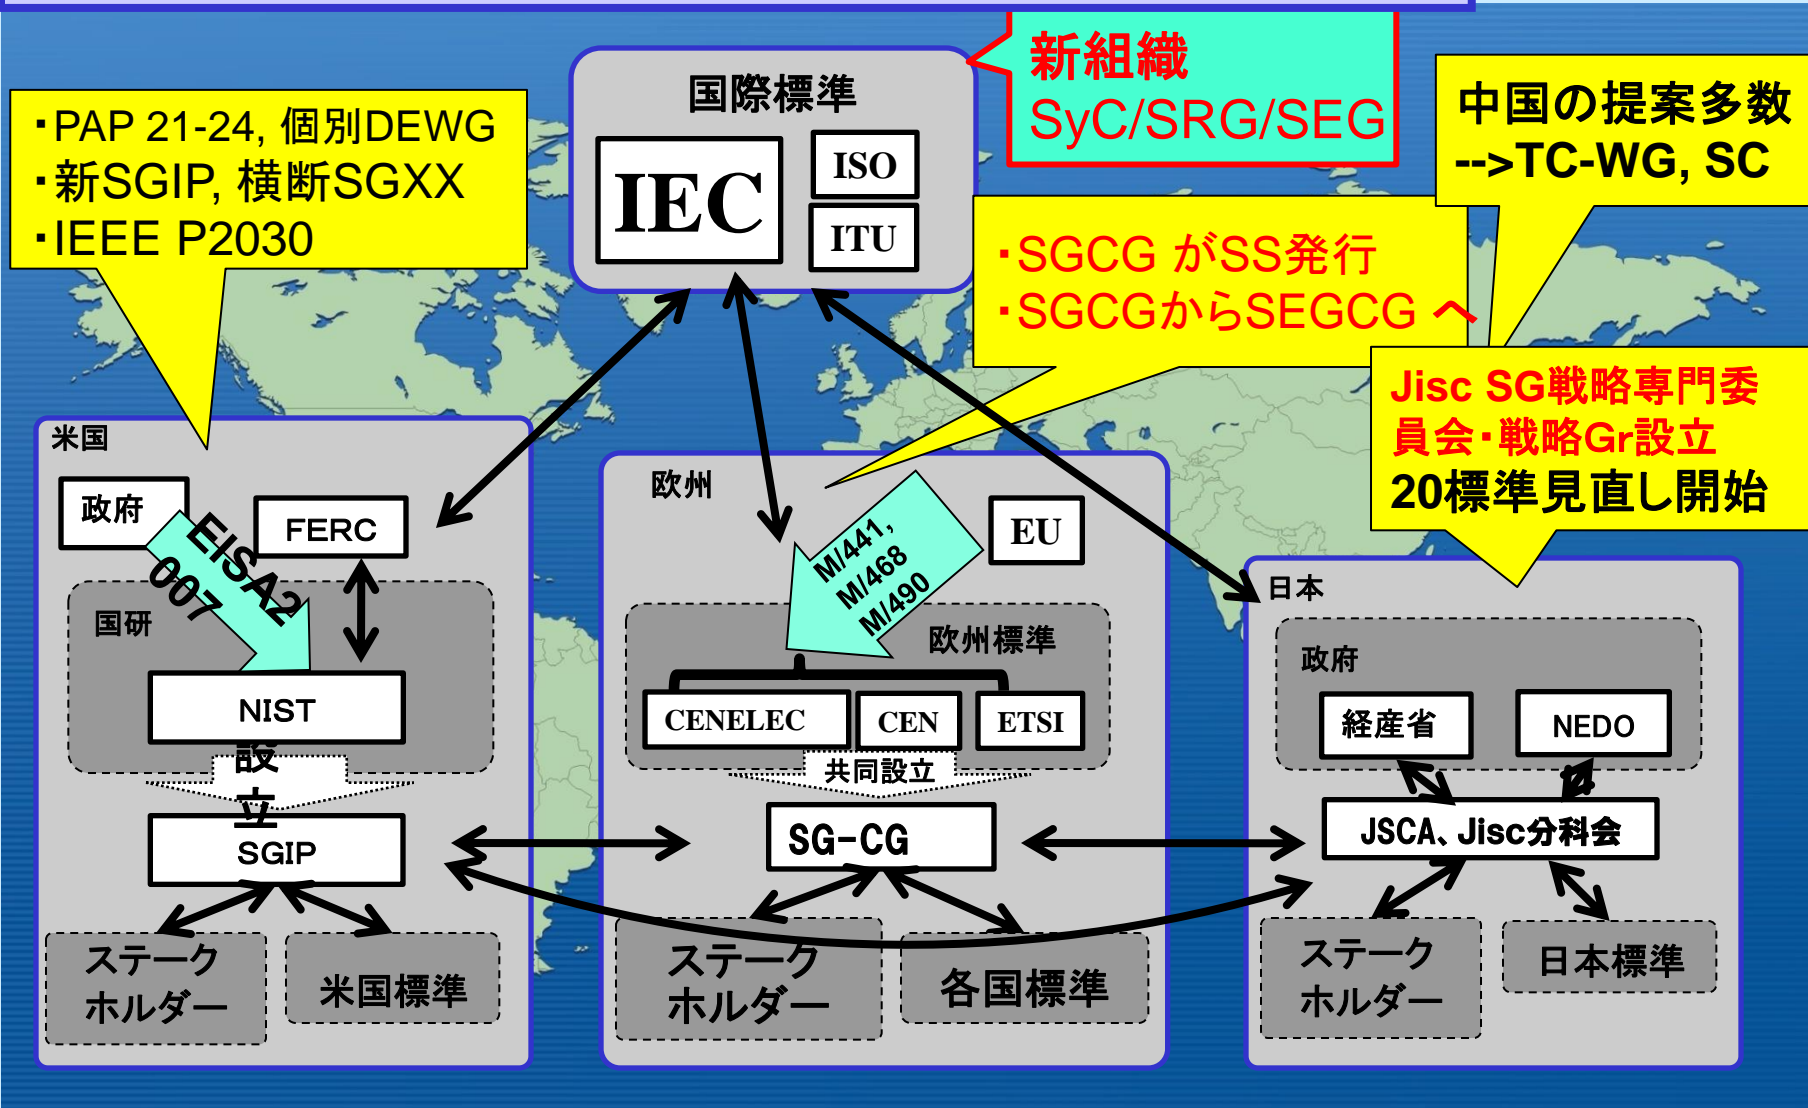 国際標準
IEC
ISO
ITU
新組織
SyC/SRG/SEG
中国の提案多数
-->TC-WG, SC
・PAP 21-24, 個別DEWG
・新SGIP, 横断SGXX
・IEEE P2030
・SGCG がSS発行
・SGCGからSEGCG へ
Jisc SG戦略専門委
員会・戦略Gr設立
20標準見直し開始
米国
政府
FERC
EISA2
007
国研
NIST
設
立
SGIP
ステーク
ホルダー
米国標準
欧州
EU
M/441,
M/468
M/490
欧州標準
CENELEC
CEN
ETSI
共同設立
SG-CG
ステーク
ホルダー
各国標準
日本
政府
経産省
NEDO
JSCA、Jisc分科会
ステーク
ホルダー
日本標準